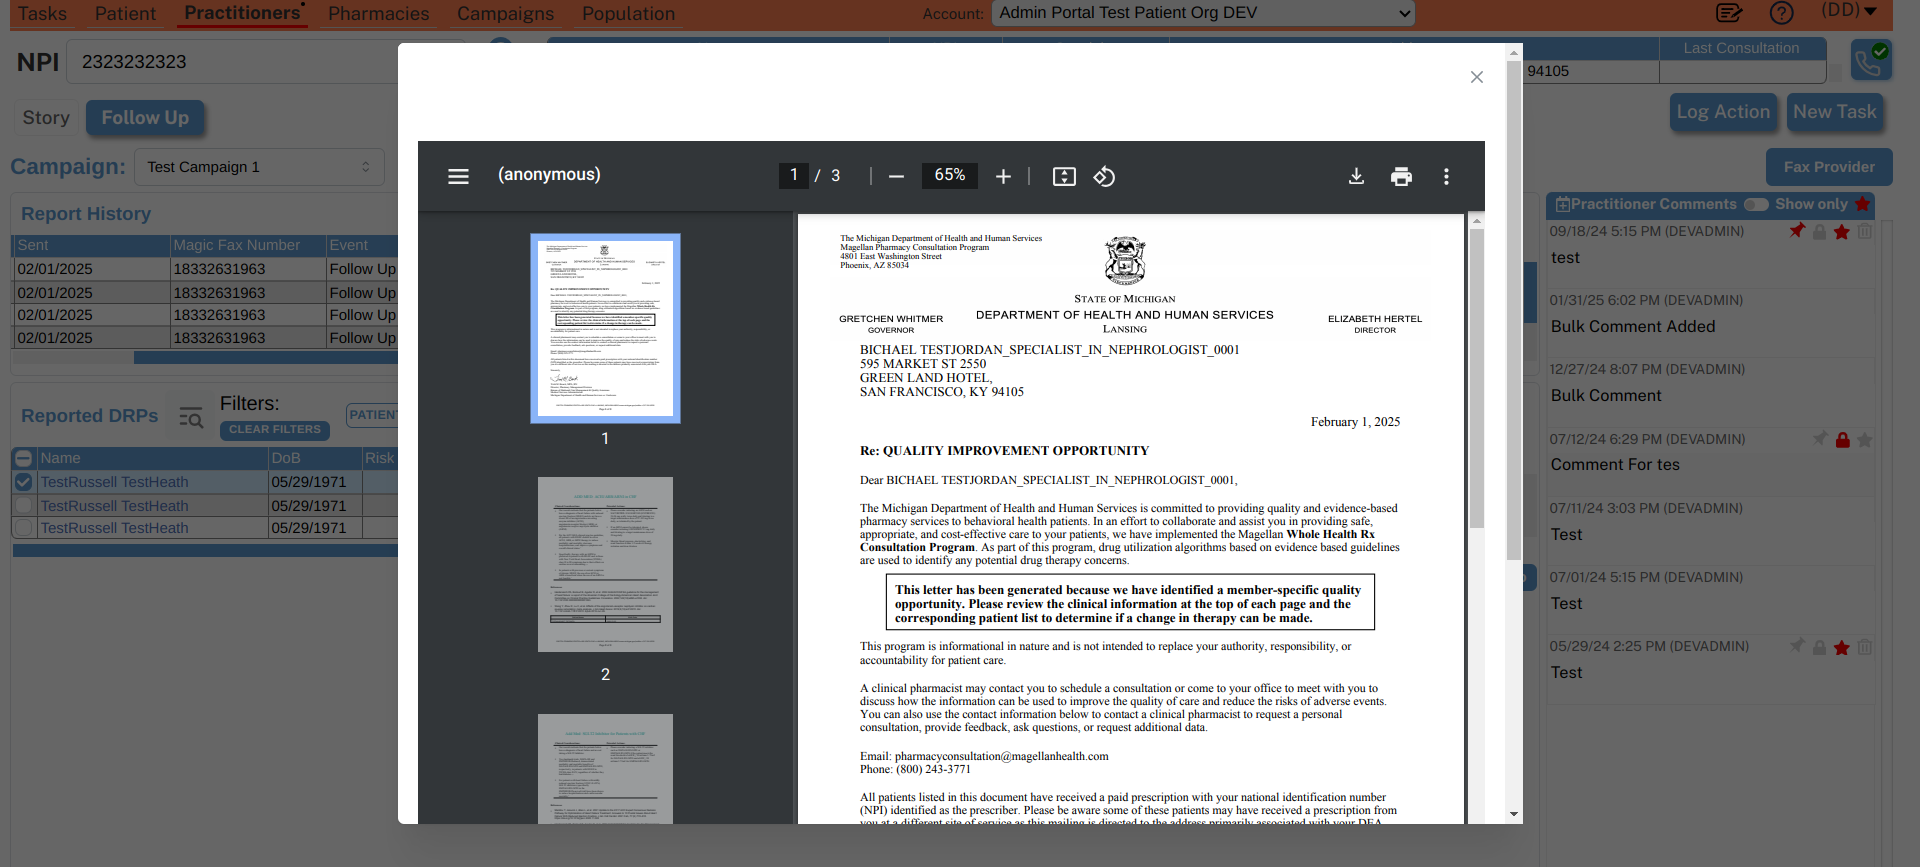 Tasks
Patient
Practitioners
Pharmacies
Campaigns
Population
Account:
Admin Portal Test Patient Org DEV
(DD)
NPI
2323232323
Last Consultation
94105
Story
Follow Up
Log Action
New Task
Campaign:
Test Campaign 1
Fax Provider
Report History
Sent
Magic Fax Number
Event
02/01/2025
18332631963
Follow Up
02/01/2025
18332631963
Follow Up
02/01/2025
18332631963
Follow Up
02/01/2025
18332631963
Follow Up
Reported DRPs
Filters:
CLEAR FILTERS
PATIENT
Name
DoB
Risk
TestRussell TestHeath
05/29/1971
TestRussell TestHeath
05/29/1971
TestRussell TestHeath
05/29/1971
(anonymous)
1 / 3
65%
1
2
The Michigan Department of Health and Human Services
Magellan Pharmacy Consultation Program
4801 East Washington Street
Phoenix, AZ 85034
STATE OF MICHIGAN
DEPARTMENT OF HEALTH AND HUMAN SERVICES
LANSING
GRETCHEN WHITMER
GOVERNOR
ELIZABETH HERTEL
DIRECTOR
BICHAEL TESTJORDAN_SPECIALIST_IN_NEPHROLOGIST_0001
595 MARKET ST 2550
GREEN LAND HOTEL,
SAN FRANCISCO, KY 94105
February 1, 2025
Re: QUALITY IMPROVEMENT OPPORTUNITY
Dear BICHAEL TESTJORDAN_SPECIALIST_IN_NEPHROLOGIST_0001,
The Michigan Department of Health and Human Services is committed to providing quality and evidence-based
pharmacy services to behavioral health patients. In an effort to collaborate and assist you in providing safe,
appropriate, and cost-effective care to your patients, we have implemented the Magellan Whole Health Rx
Consultation Program. As part of this program, drug utilization algorithms based on evidence based guidelines
are used to identify any potential drug therapy concerns.
This letter has been generated because we have identified a member-specific quality
opportunity. Please review the clinical information at the top of each page and the
corresponding patient list to determine if a change in therapy can be made.
This program is informational in nature and is not intended to replace your authority, responsibility, or
accountability for patient care.
A clinical pharmacist may contact you to schedule a consultation or come to your office to meet with you to
discuss how the information can be used to improve the quality of care and reduce the risks of adverse events.
You can also use the contact information below to contact a clinical pharmacist to request a personal
consultation, provide feedback, ask questions, or request additional data.
Email: pharmacyconsultation@magellanhealth.com
Phone: (800) 243-3771
All patients listed in this document have received a paid prescription with your national identification number
(NPI) identified as the prescriber. Please be aware some of these patients may have received a prescription from
you at a different site of service as this mailing is directed to the address primarily associated with your DEA
Practitioner Comments
Show only
09/18/24 5:15 PM (DEVADMIN)
test
01/31/25 6:02 PM (DEVADMIN)
Bulk Comment Added
12/27/24 8:07 PM (DEVADMIN)
Bulk Comment
07/12/24 6:29 PM (DEVADMIN)
Comment For tes
07/11/24 3:03 PM (DEVADMIN)
Test
07/01/24 5:15 PM (DEVADMIN)
Test
05/29/24 2:25 PM (DEVADMIN)
Test